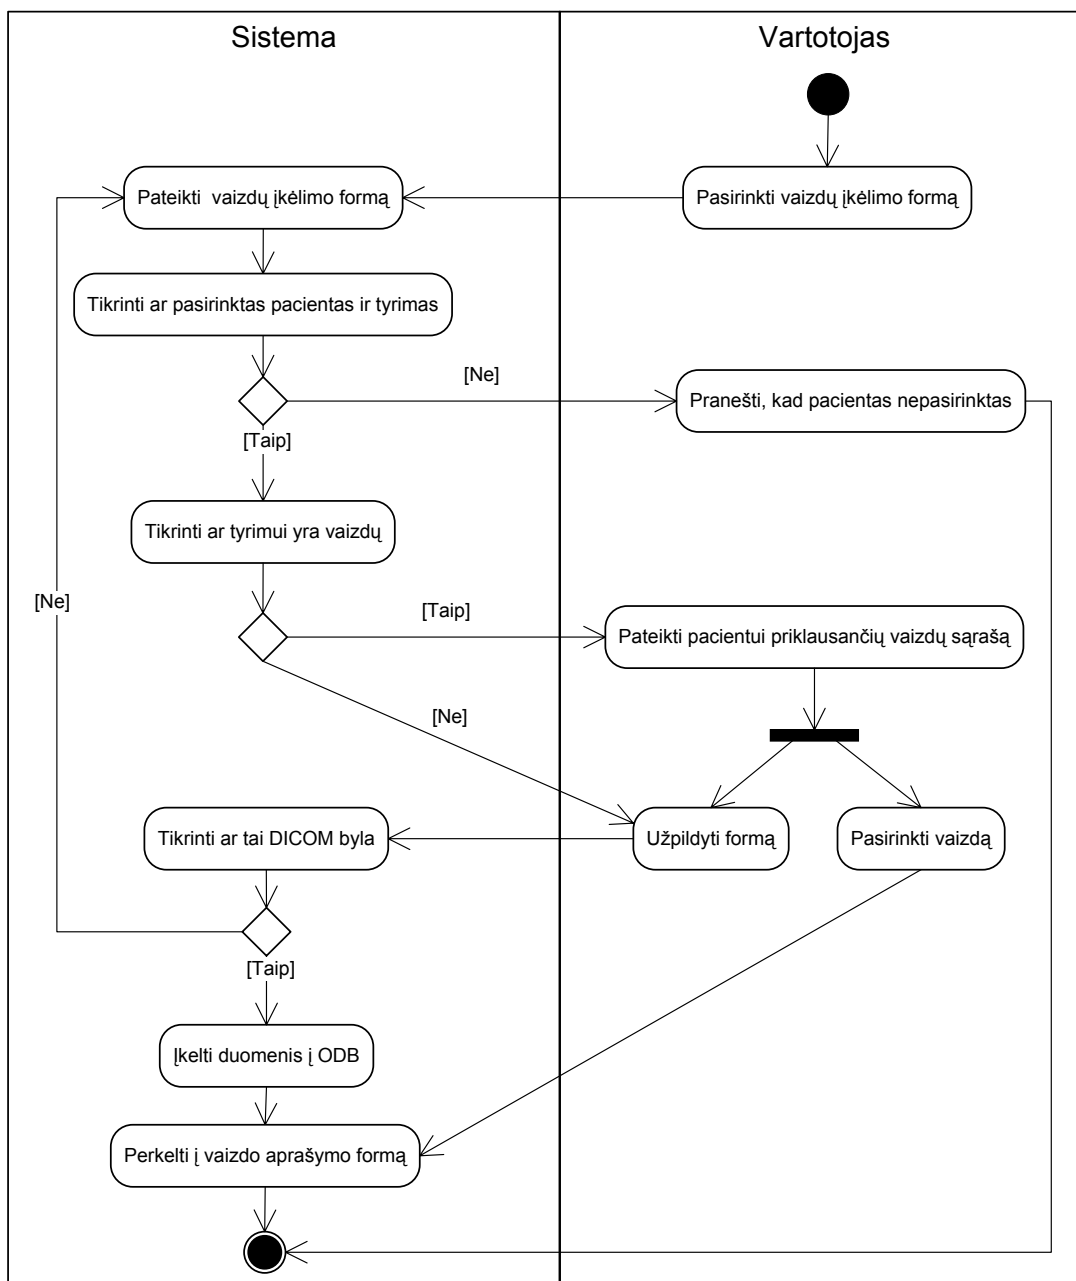 Sistema
Vartotojas
Pateikti vaizdų įkėlimo formą
Pasirinkti vaizdų įkėlimo formą
Tikrinti ar pasirinktas pacientas ir tyrimas
[Ne]
Pranešti, kad pacientas nepasirinktas
[Taip]
Tikrinti ar tyrimui yra vaizdų
[Ne]
[Taip]
Pateikti pacientui priklausančių vaizdų sąrašą
[Ne]
Tikrinti ar tai DICOM byla
Užpildyti formą
Pasirinkti vaizdą
[Taip]
Įkelti duomenis į ODB
Perkelti į vaizdo aprašymo formą